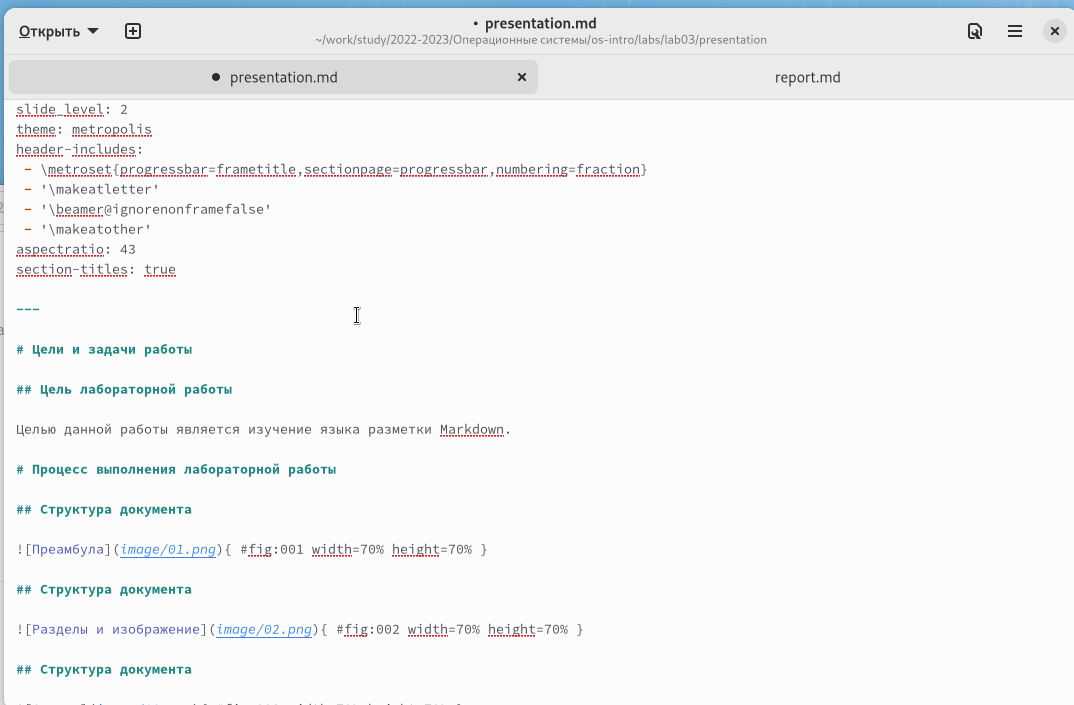 Открыть
• presentation.md
~/work/study/2022-2023/Операционные системы/os-intro/labs/lab03/presentation
● presentation.md
report.md
slide_level: 2
theme: metropolis
header-includes:
 - \metroset{progressbar=frametitle,sectionpage=progressbar,numbering=fraction}
 - '\makeatletter'
 - '\beamer@ignorenonframefalse'
 - '\makeatother'
aspectratio: 43
section-titles: true
---
# Цели и задачи работы
## Цель лабораторной работы
Целью данной работы является изучение языка разметки Markdown.
# Процесс выполнения лабораторной работы
## Структура документа
![Преамбула](image/01.png){ #fig:001 width=70% height=70% }
## Структура документа
![Разделы и изображение](image/02.png){ #fig:002 width=70% height=70% }
## Структура документа